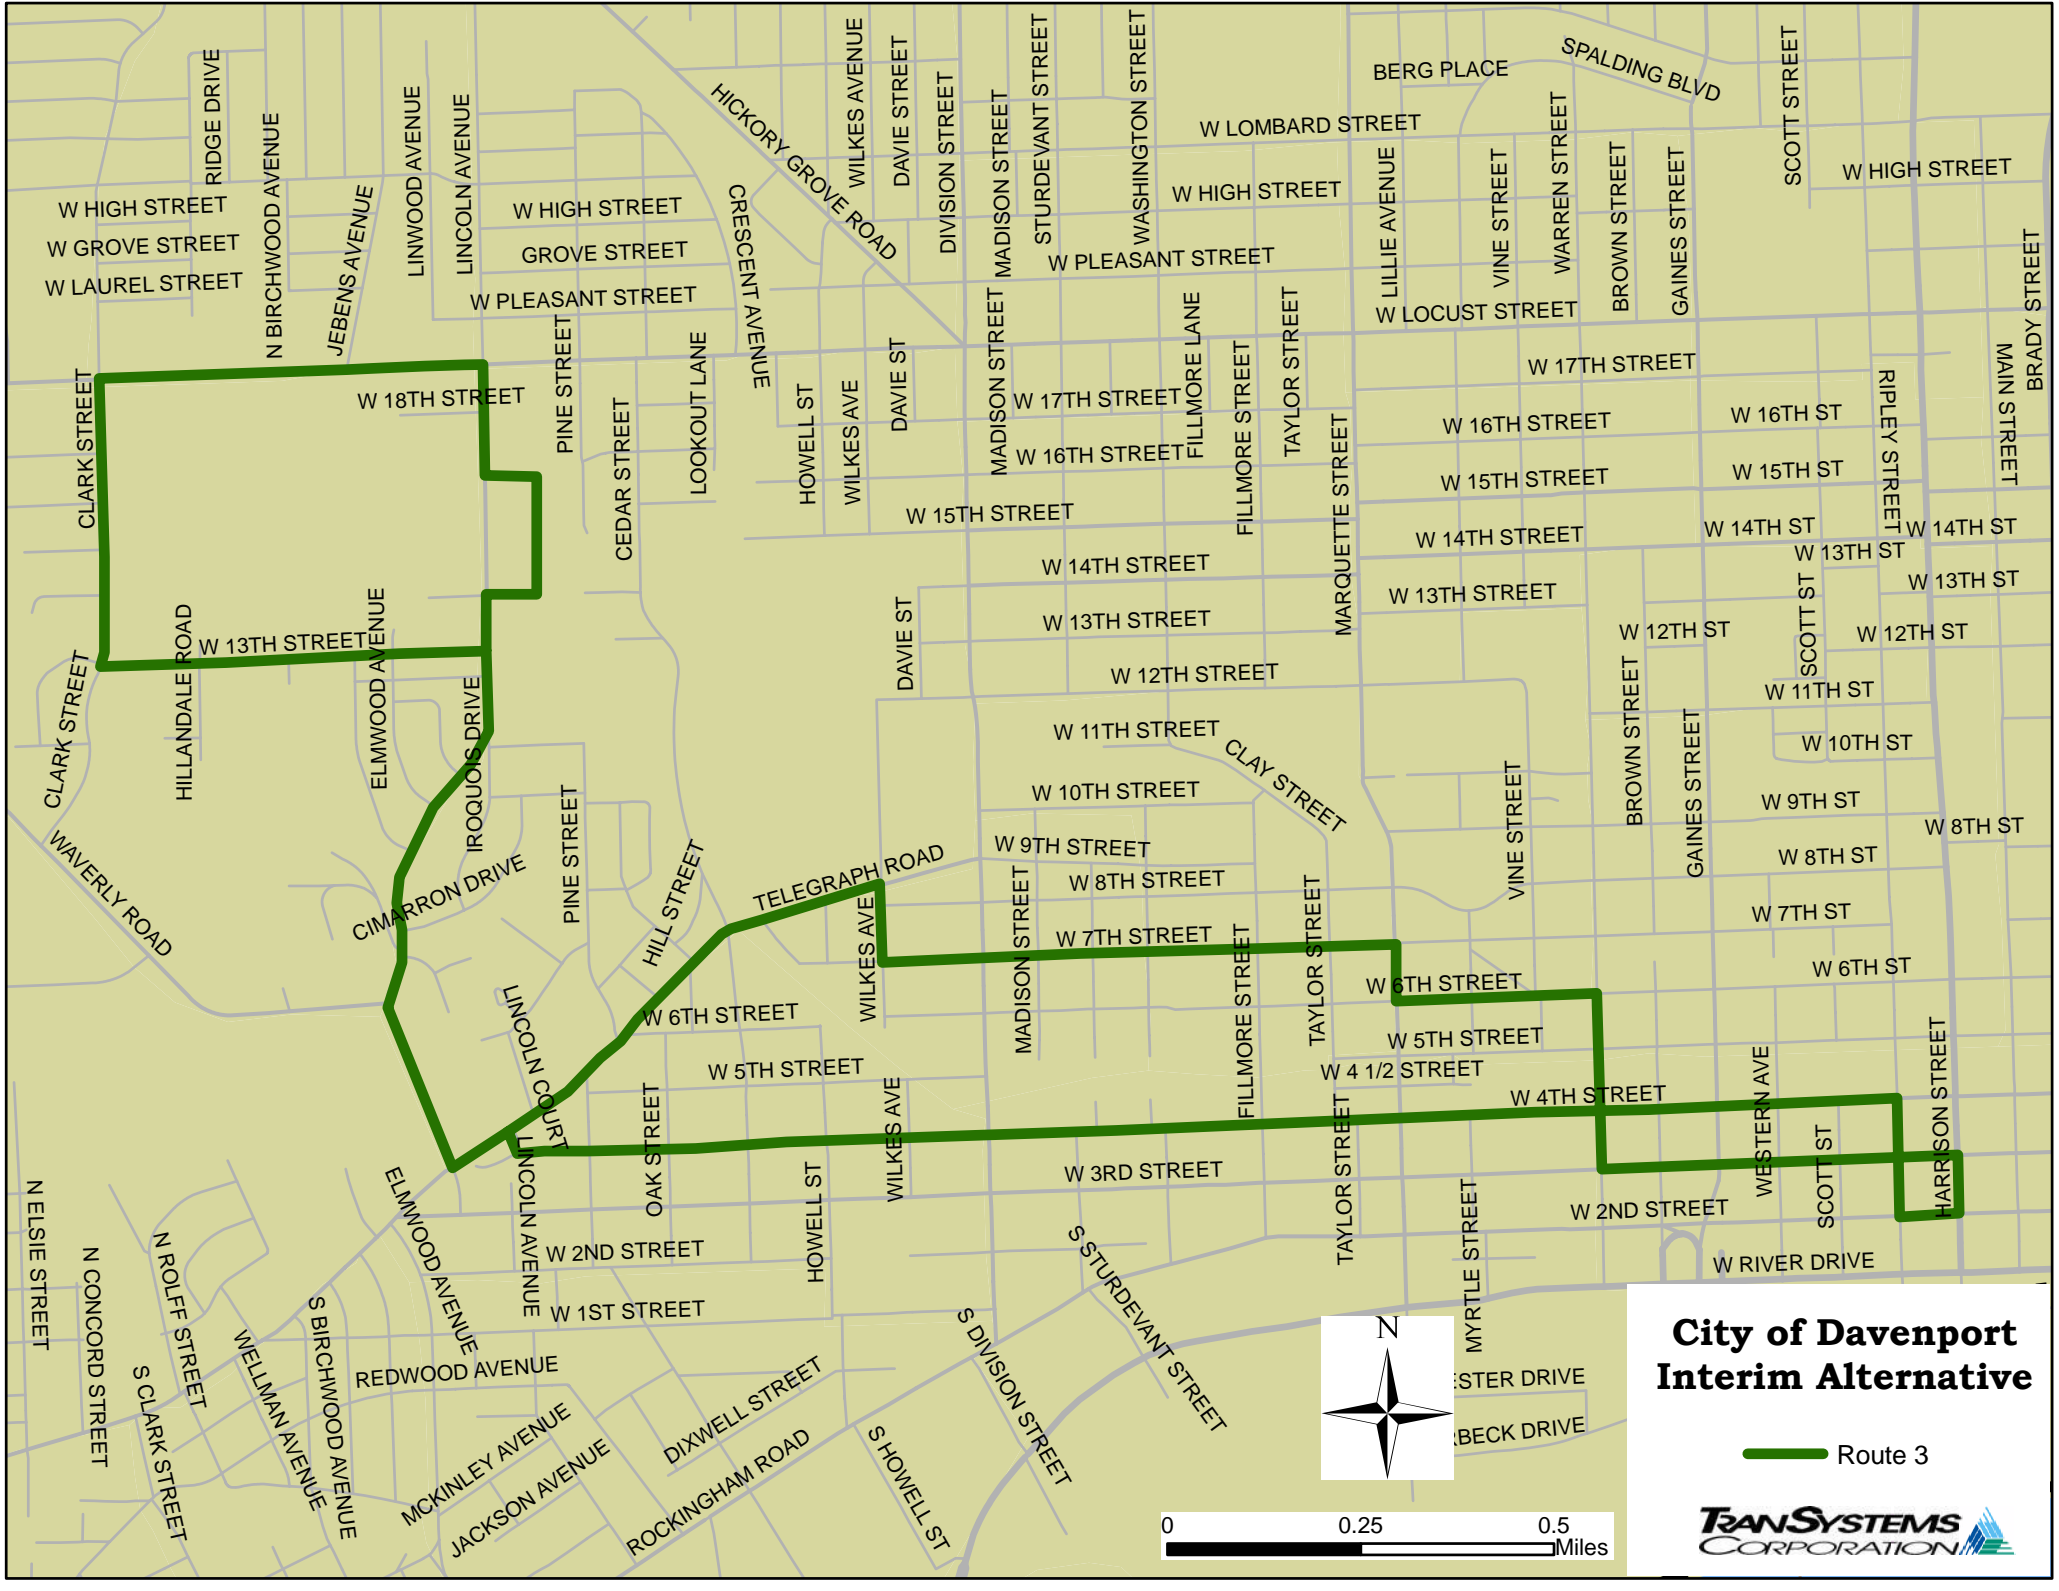 RIDGE DRIVE
N BIRCHWOOD AVENUE
JEBENS AVENUE
LINWOOD AVENUE
LINCOLN AVENUE
HICKORY GROVE ROAD
WILKES AVENUE
DAVIE STREET
DIVISION STREET
MADISON STREET
STURDEVANT STREET
WASHINGTON STREET
BERG PLACE
SPALDING BLVD
SCOTT STREET
W LOMBARD STREET
W HIGH STREET
W HIGH STREET
W HIGH STREET
W HIGH STREET
LILLIE AVENUE
VINE STREET
WARREN STREET
BROWN STREET
GAINES STREET
W GROVE STREET
GROVE STREET
W LAUREL STREET
CRESCENT AVENUE
W PLEASANT STREET
W PLEASANT STREET
W LOCUST STREET
BRADY STREET
MAIN STREET
CLARK STREET
W 18TH STREET
PINE STREET
CEDAR STREET
LOOKOUT LANE
HOWELL ST
WILKES AVE
DAVIE ST
MADISON STREET
W 17TH STREET
FILLMORE LANE
FILLMORE STREET
TAYLOR STREET
W 17TH STREET
RIPLEY STREET
W 16TH STREET
W 16TH STREET
W 16TH ST
MARQUETTE STREET
W 15TH STREET
W 15TH STREET
W 15TH ST
W 14TH STREET
W 14TH STREET
W 14TH ST
W 14TH ST
W 13TH ST
W 13TH ST
W 13TH STREET
W 13TH STREET
W 13TH STREET
HILLANDALE ROAD
ELMWOOD AVENUE
DAVIE ST
W 12TH STREET
W 12TH ST
W 12TH ST
SCOTT ST
CLARK STREET
IROQUOIS DRIVE
W 11TH STREET
W 11TH ST
CLAY STREET
BROWN STREET
GAINES STREET
W 10TH STREET
W 10TH ST
VINE STREET
W 9TH STREET
W 9TH ST
W 8TH ST
W 8TH STREET
W 8TH ST
WAVERLY ROAD
CIMARRON DRIVE
PINE STREET
HILL STREET
TELEGRAPH ROAD
WILKES AVE
MADISON STREET
W 7TH STREET
FILLMORE STREET
TAYLOR STREET
W 7TH ST
W 6TH STREET
W 6TH STREET
W 6TH ST
LINCOLN COURT
W 5TH STREET
W 5TH STREET
W 4 1/2 STREET
W 4TH STREET
WESTERN AVE
HARRISON STREET
OAK STREET
WILKES AVE
TAYLOR STREET
W 3RD STREET
MYRTLE STREET
W 2ND STREET
SCOTT ST
N ELSIE STREET
N CONCORD STREET
N ROLFF STREET
S CLARK STREET
WELLMAN AVENUE
S BIRCHWOOD AVENUE
ELMWOOD AVENUE
LINCOLN AVENUE
W 2ND STREET
HOWELL ST
W 1ST STREET
REDWOOD AVENUE
MCKINLEY AVENUE
JACKSON AVENUE
DIXWELL STREET
ROCKINGHAM ROAD
S HOWELL ST
S DIVISION STREET
S STURDEVANT STREET
W RIVER DRIVE
ESTER DRIVE
BECK DRIVE
N
0 0.25 0.5
Miles
City of Davenport
Interim Alternative
Route 3
TRANSYSTEMS
CORPORATION